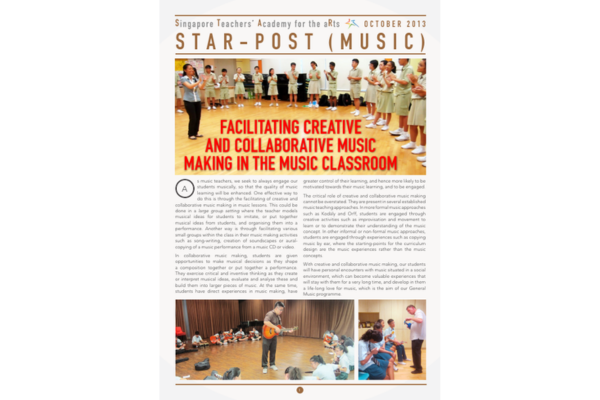 Singapore Teachers' Academy for the aRts OCTOBER 2013
STAR-POST (MUSIC)
FACILITATING CREATIVE
AND COLLABORATIVE MUSIC
MAKING IN THE MUSIC CLASSROOM
A
s music teachers, we seek to always engage our
students musically, so that the quality of music
learning will be enhanced. One effective way to
do this is through the facilitating of creative and
collaborative music making in music lessons. This could be
done in a large group setting where the teacher models
musical ideas for students to imitate, or put together
musical ideas from students, and organising them into a
performance. Another way is through facilitating various
small groups within the class in their music making activities
such as song-writing, creation of soundscapes or aural-
copying of a music performance from a music CD or video.
In collaborative music making, students are given
opportunities to make musical decisions as they shape
a composition together or put together a performance.
They exercise critical and inventive thinking as they create
or interpret musical ideas, evaluate and analyse these and
build them into larger pieces of music. At the same time,
students have direct experiences in music making, have
greater control of their learning, and hence more likely to be
motivated towards their music learning, and to be engaged.
The critical role of creative and collaborative music making
cannot be overstated. They are present in several established
music teaching approaches. In more formal music approaches
such as Kodály and Orff, students are engaged through
creative activities such as improvisation and movement to
learn or to demonstrate their understanding of the music
concept. In other informal or non-formal music approaches,
students are engaged through experiences such as copying
music by ear, where the starting-points for the curriculum
design are the music experiences rather than the music
concepts.
With creative and collaborative music making, our students
will have personal encounters with music situated in a social
environment, which can become valuable experiences that
will stay with them for a very long time, and develop in them
a life-long love for music, which is the aim of our General
Music programme.